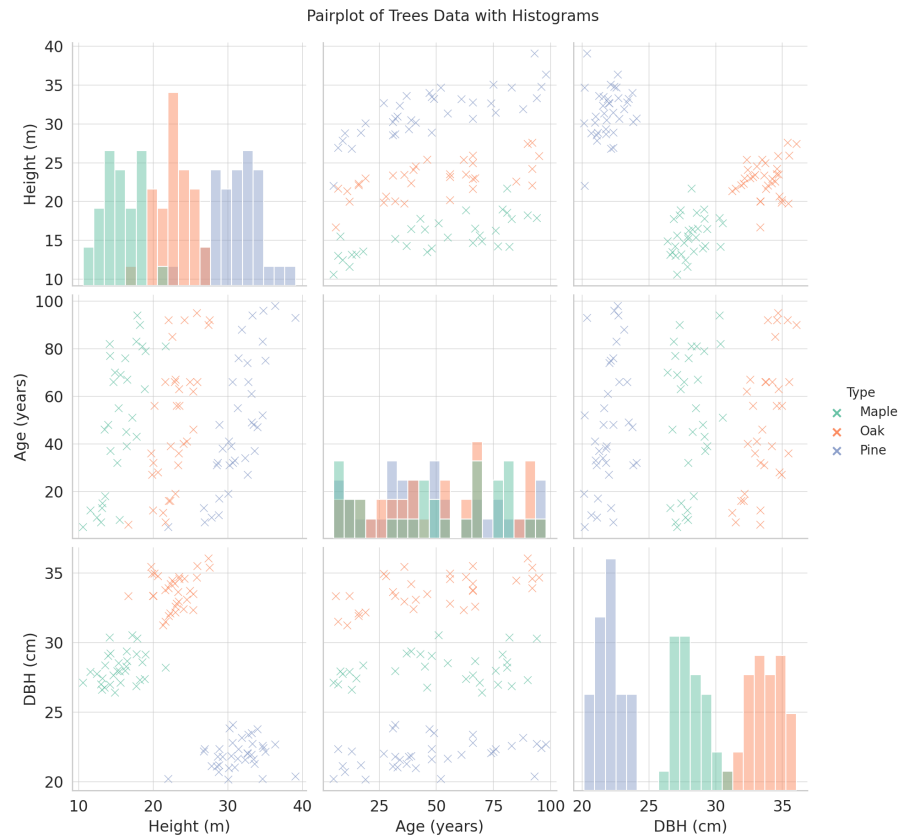 Pairplot of Trees Data with Histograms
40
35
30
25
20
15
10
Height (m)
100
80
60
40
20
Age (years)
Type
Maple
Oak
Pine
35
30
25
20
DBH (cm)
10 20 30 40
25 50 75 100
20 25 30 35
Height (m)
Age (years)
DBH (cm)